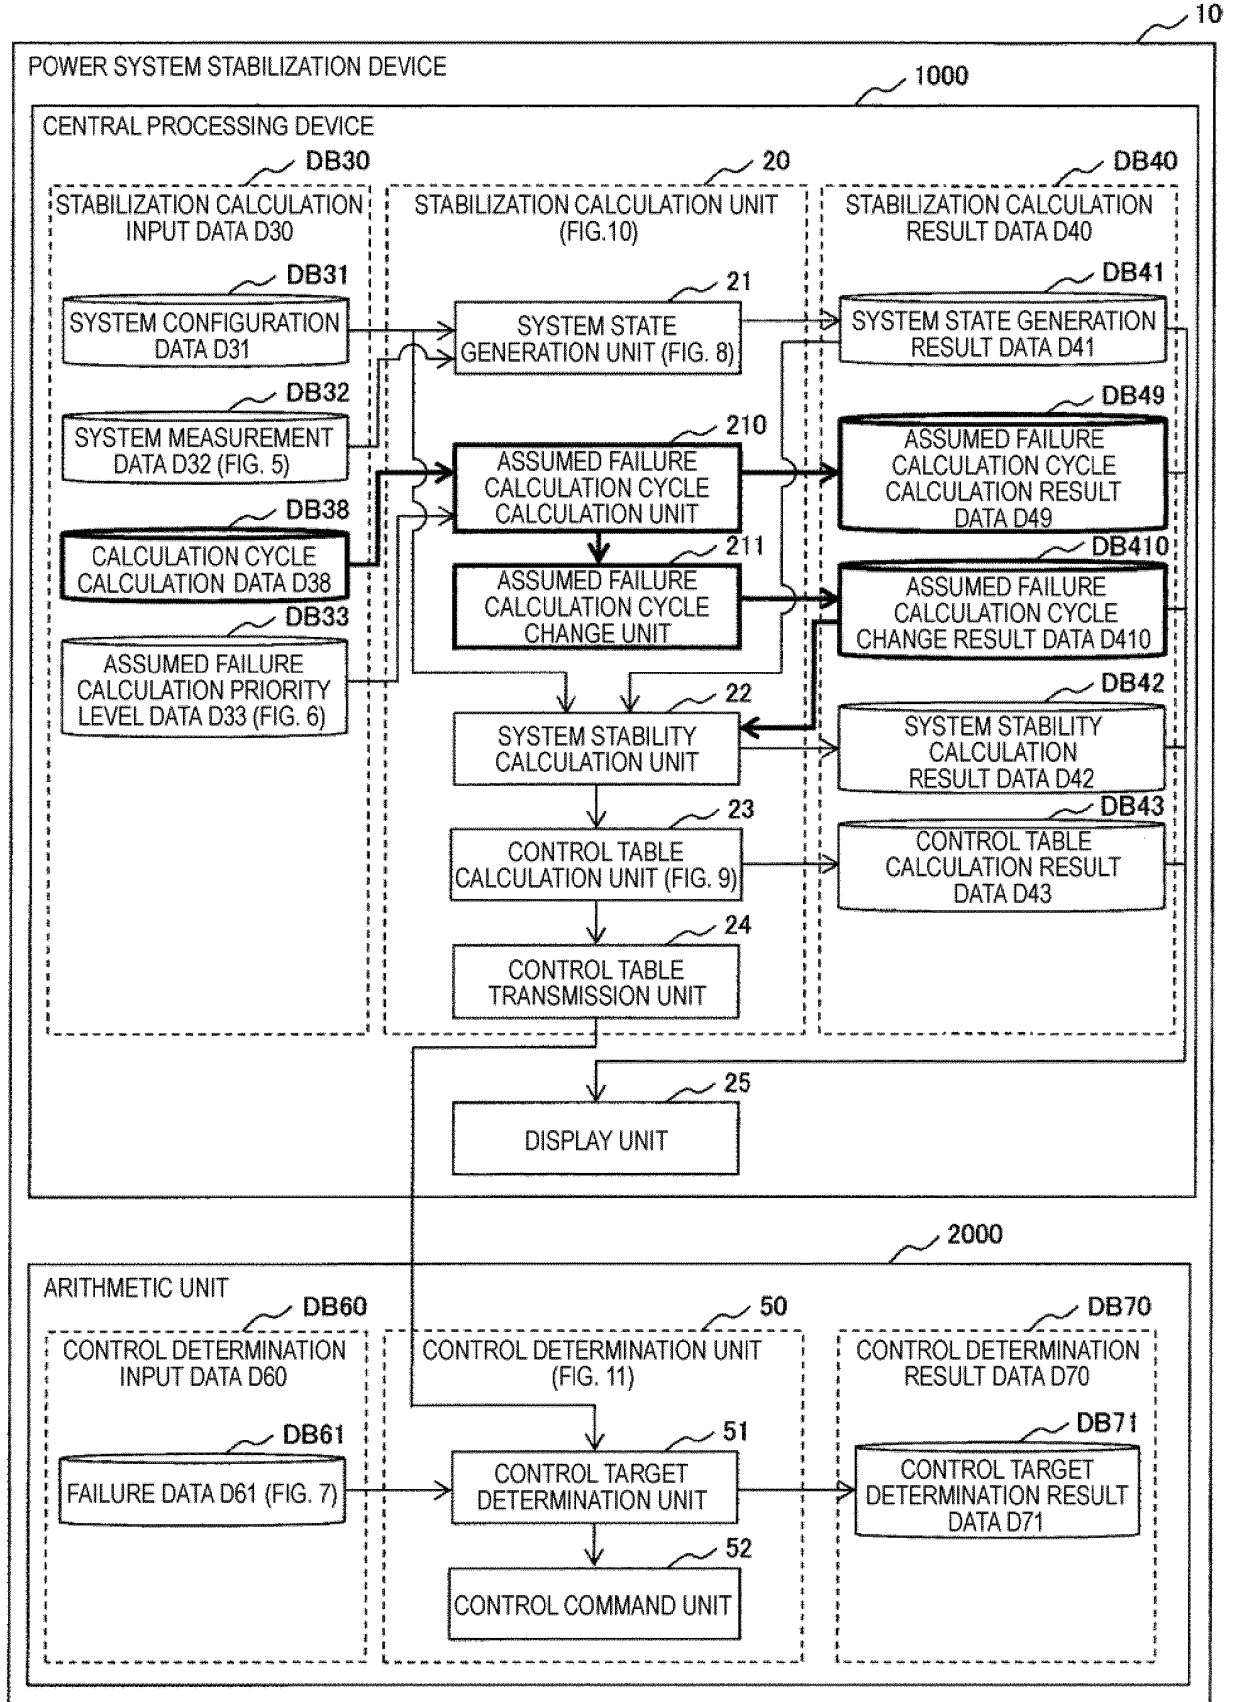 10
POWER SYSTEM STABILIZATION DEVICE
1000
CENTRAL PROCESSING DEVICE
DB30
STABILIZATION CALCULATION
INPUT DATA D30
DB31
SYSTEM CONFIGURATION
DATA D31
DB32
SYSTEM MEASUREMENT
DATA D32 (FIG. 5)
DB38
CALCULATION CYCLE
CALCULATION DATA D38
DB33
ASSUMED FAILURE
CALCULATION PRIORITY
LEVEL DATA D33 (FIG. 6)
20
STABILIZATION CALCULATION UNIT
(FIG.10)
21
SYSTEM STATE
GENERATION UNIT (FIG. 8)
210
ASSUMED FAILURE
CALCULATION CYCLE
CALCULATION UNIT
211
ASSUMED FAILURE
CALCULATION CYCLE
CHANGE UNIT
22
SYSTEM STABILITY
CALCULATION UNIT
23
CONTROL TABLE
CALCULATION UNIT (FIG. 9)
24
CONTROL TABLE
TRANSMISSION UNIT
25
DISPLAY UNIT
DB40
STABILIZATION CALCULATION
RESULT DATA D40
DB41
SYSTEM STATE GENERATION
RESULT DATA D41
DB49
ASSUMED FAILURE
CALCULATION CYCLE
CALCULATION RESULT
DATA D49
DB410
ASSUMED FAILURE
CALCULATION CYCLE
CHANGE RESULT DATA D410
DB42
SYSTEM STABILITY
CALCULATION
RESULT DATA D42
DB43
CONTROL TABLE
CALCULATION RESULT
DATA D43
2000
ARITHMETIC UNIT
DB60
CONTROL DETERMINATION
INPUT DATA D60
DB61
FAILURE DATA D61 (FIG. 7)
50
CONTROL DETERMINATION UNIT
(FIG. 11)
51
CONTROL TARGET
DETERMINATION UNIT
52
CONTROL COMMAND UNIT
DB70
CONTROL DETERMINATION
RESULT DATA D70
DB71
CONTROL TARGET
DETERMINATION RESULT
DATA D71